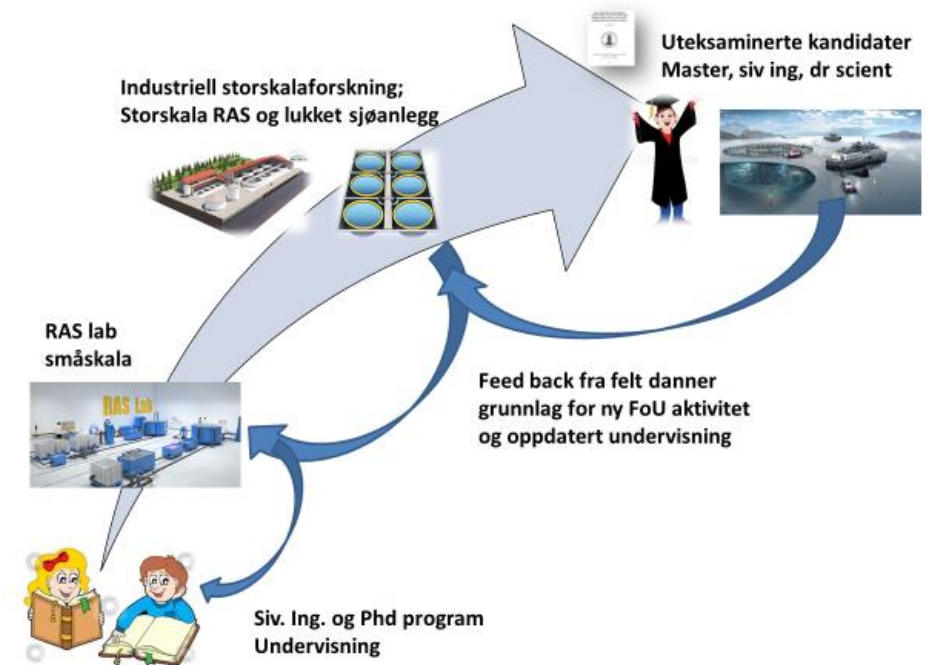 Uteksaminerte kandidater
Master, siv ing, dr scient
Industriell storskalaforskning;
Storskala RAS og lukket sjøanlegg
RAS lab
småskala
RAS Lab
Feed back fra felt danner
grunnlag for ny FoU aktivitet
og oppdatert undervisning
Siv. Ing. og Phd program
Undervisning